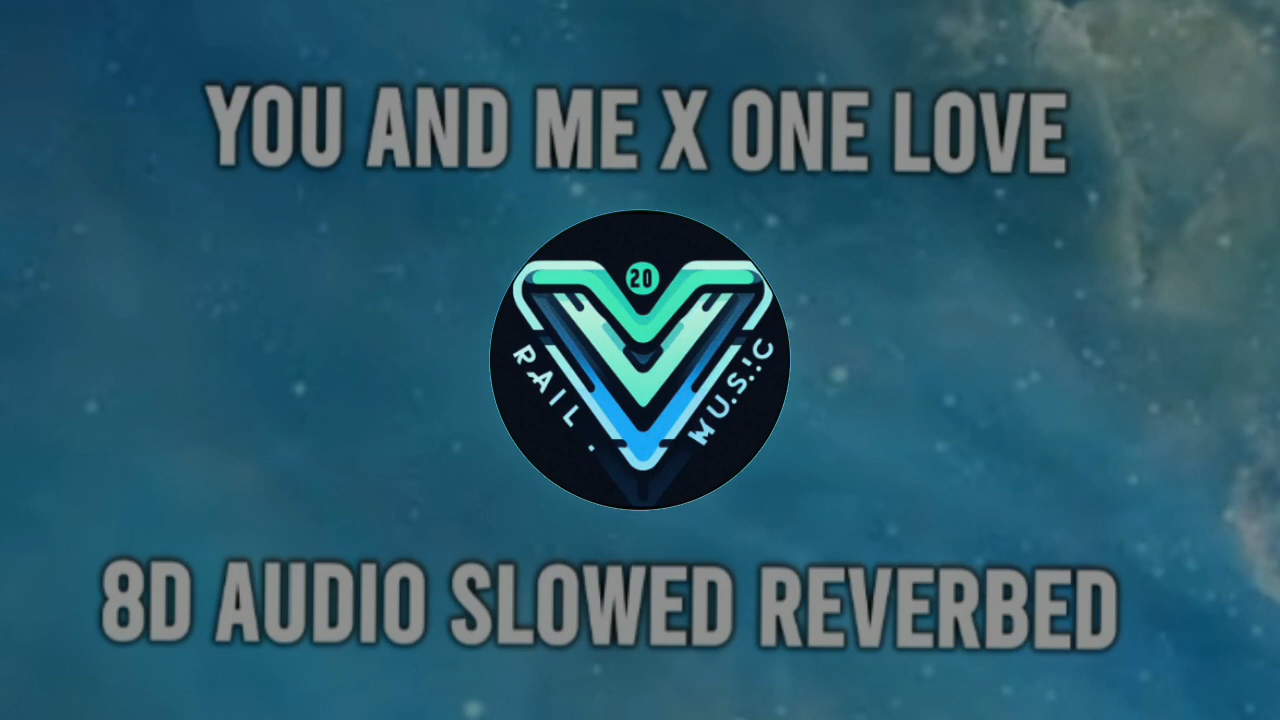 YOU AND ME X ONE LOVE
20
RAIL . MUSIC
8D AUDIO SLOWED REVERBED